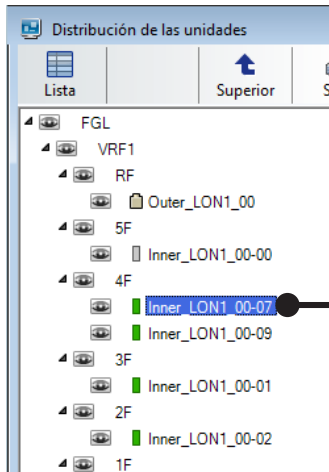 Distribución de las unidades
Lista Superior S
FGL
VRF1
RF
Outer_LON1_00
5F
Inner_LON1_00-00
4F
Inner_LON1_00-07
Inner_LON1_00-09
3F
Inner_LON1_00-01
2F
Inner_LON1_00-02
1F